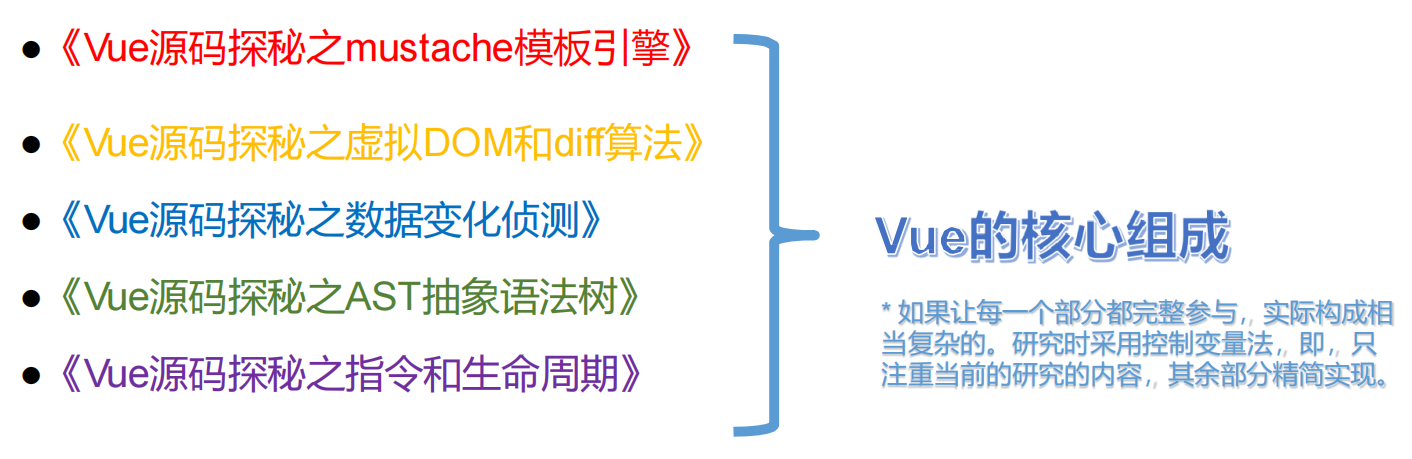 ●《Vue源码探秘之mustache模板引擎》
●《Vue源码探秘之虚拟DOM和diff算法》
●《Vue源码探秘之数据变化侦测》
●《Vue源码探秘之AST抽象语法树》
●《Vue源码探秘之指令和生命周期》
Vue的核心组成
* 如果让每一个部分都完整参与，实际构成相
当复杂的。研究时采用控制变量法，即，只
注重当前的研究的内容，其余部分精简实现。